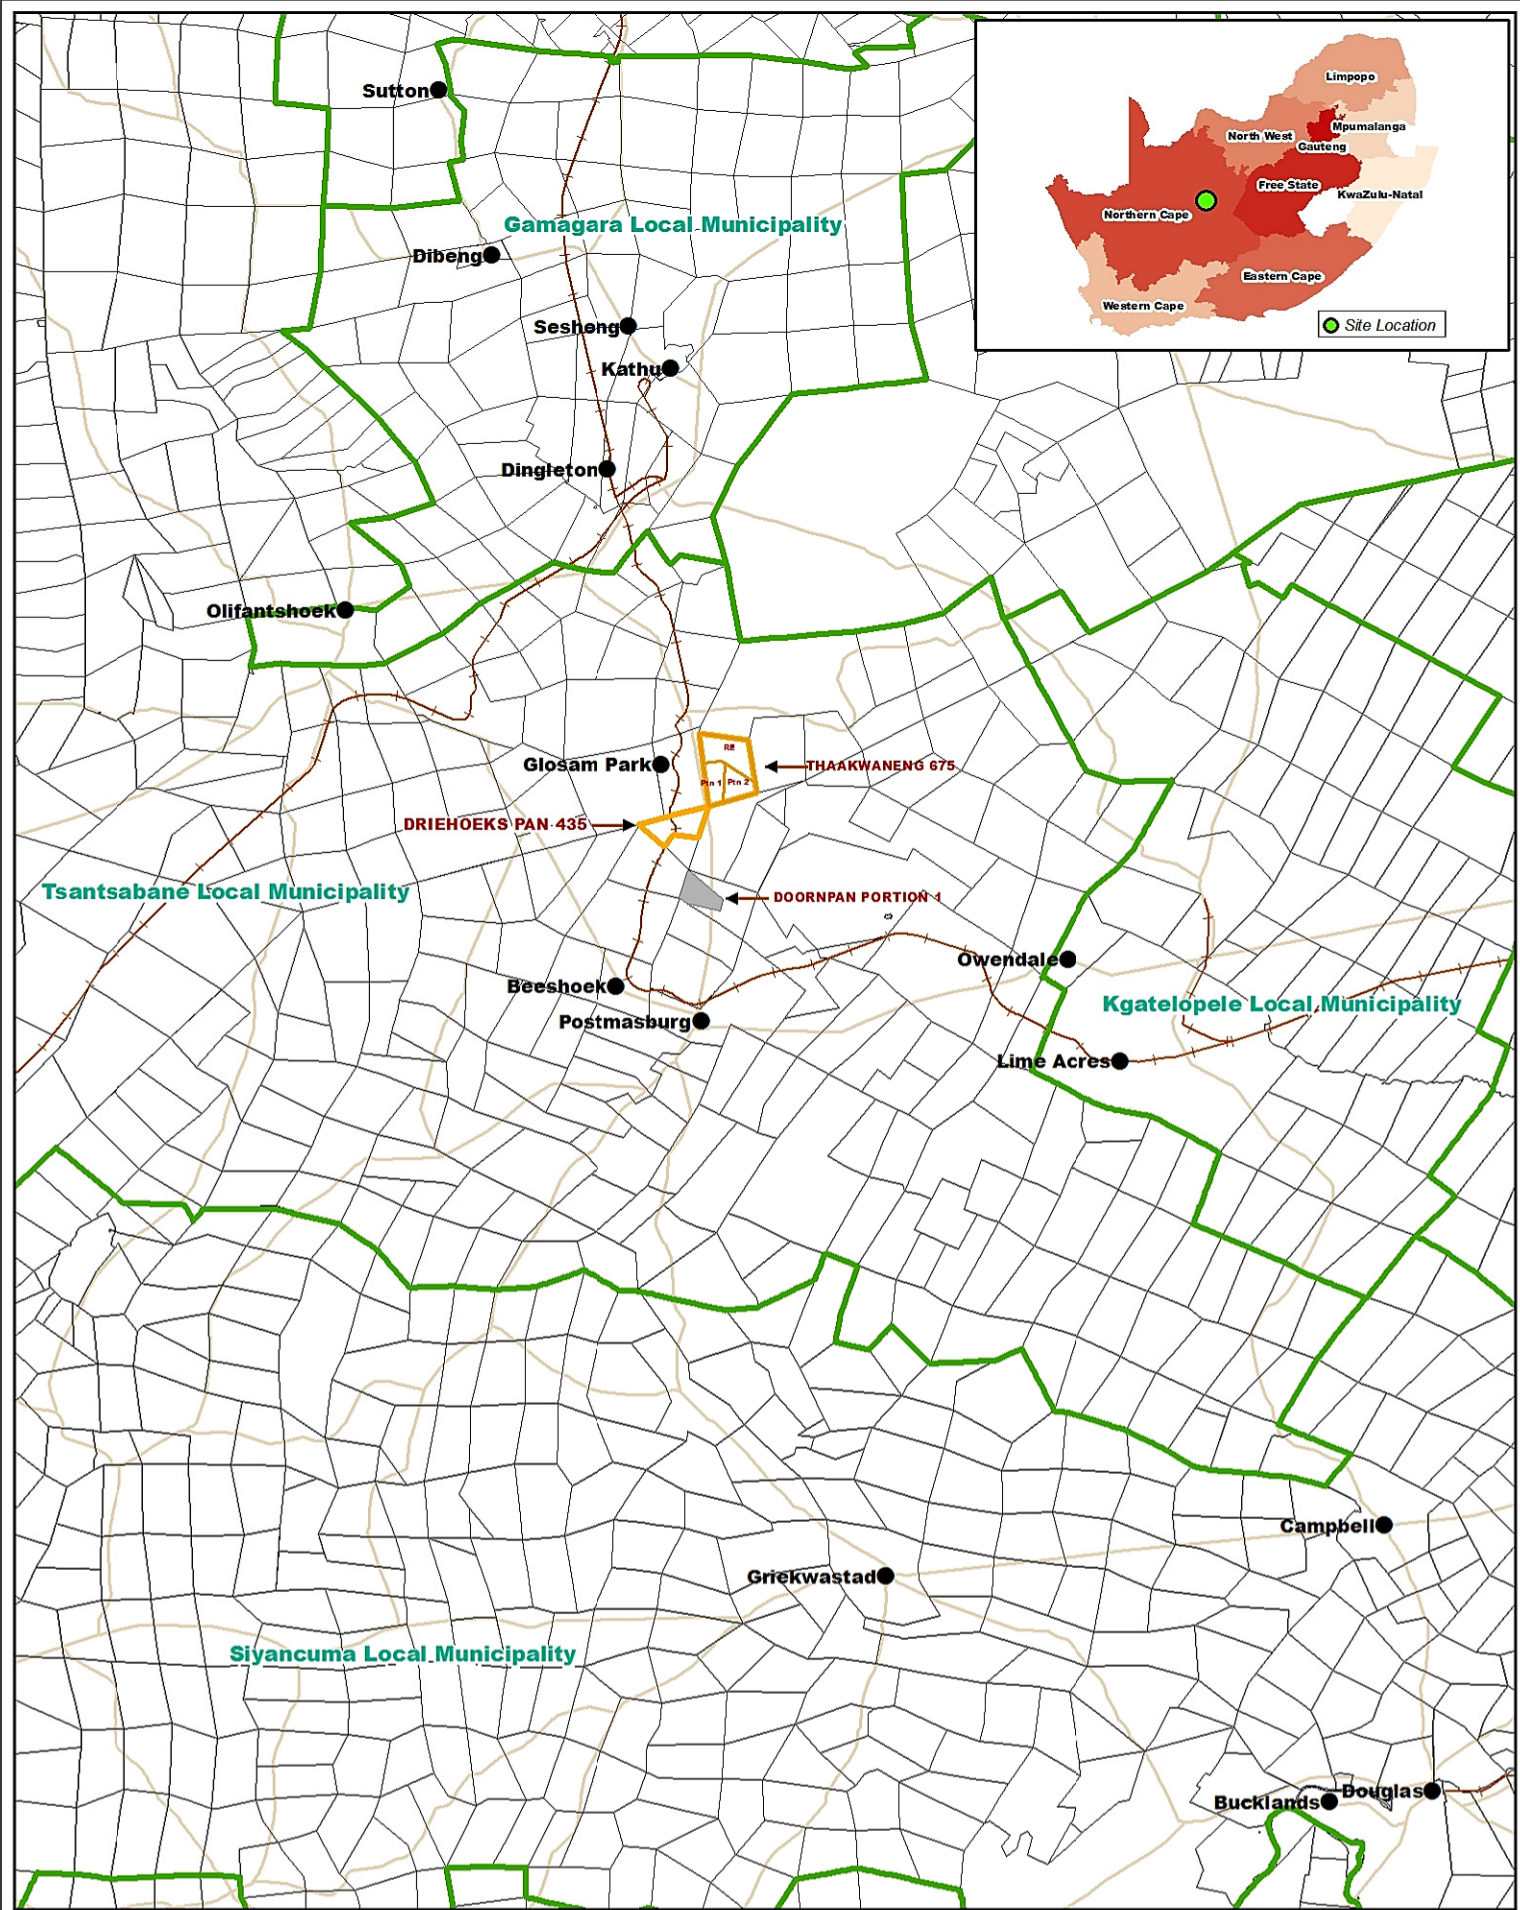 Limpopo
Sutton
North West
Mpumalanga
Gauteng
Free State
KwaZulu-Natal
Northern Cape
Gamagara Local Municipality
Dibeng
Eastern Cape
Western Cape
Sesheng
Site Location
Kathu
Dingleton
Olifantshoek
RE
Glosam Park
THAAKWANENG 675
Ptn 1
Ptn 2
DRIEHOEKS PAN 435
Tsantsabane Local Municipality
DOORNPAN PORTION 1
Owendale
Beeshoek
Kgatelopele Local Municipality
Postmasburg
Lime Acres
Campbell
Griekwastad
Siyancuma Local Municipality
Douglas
Bucklands